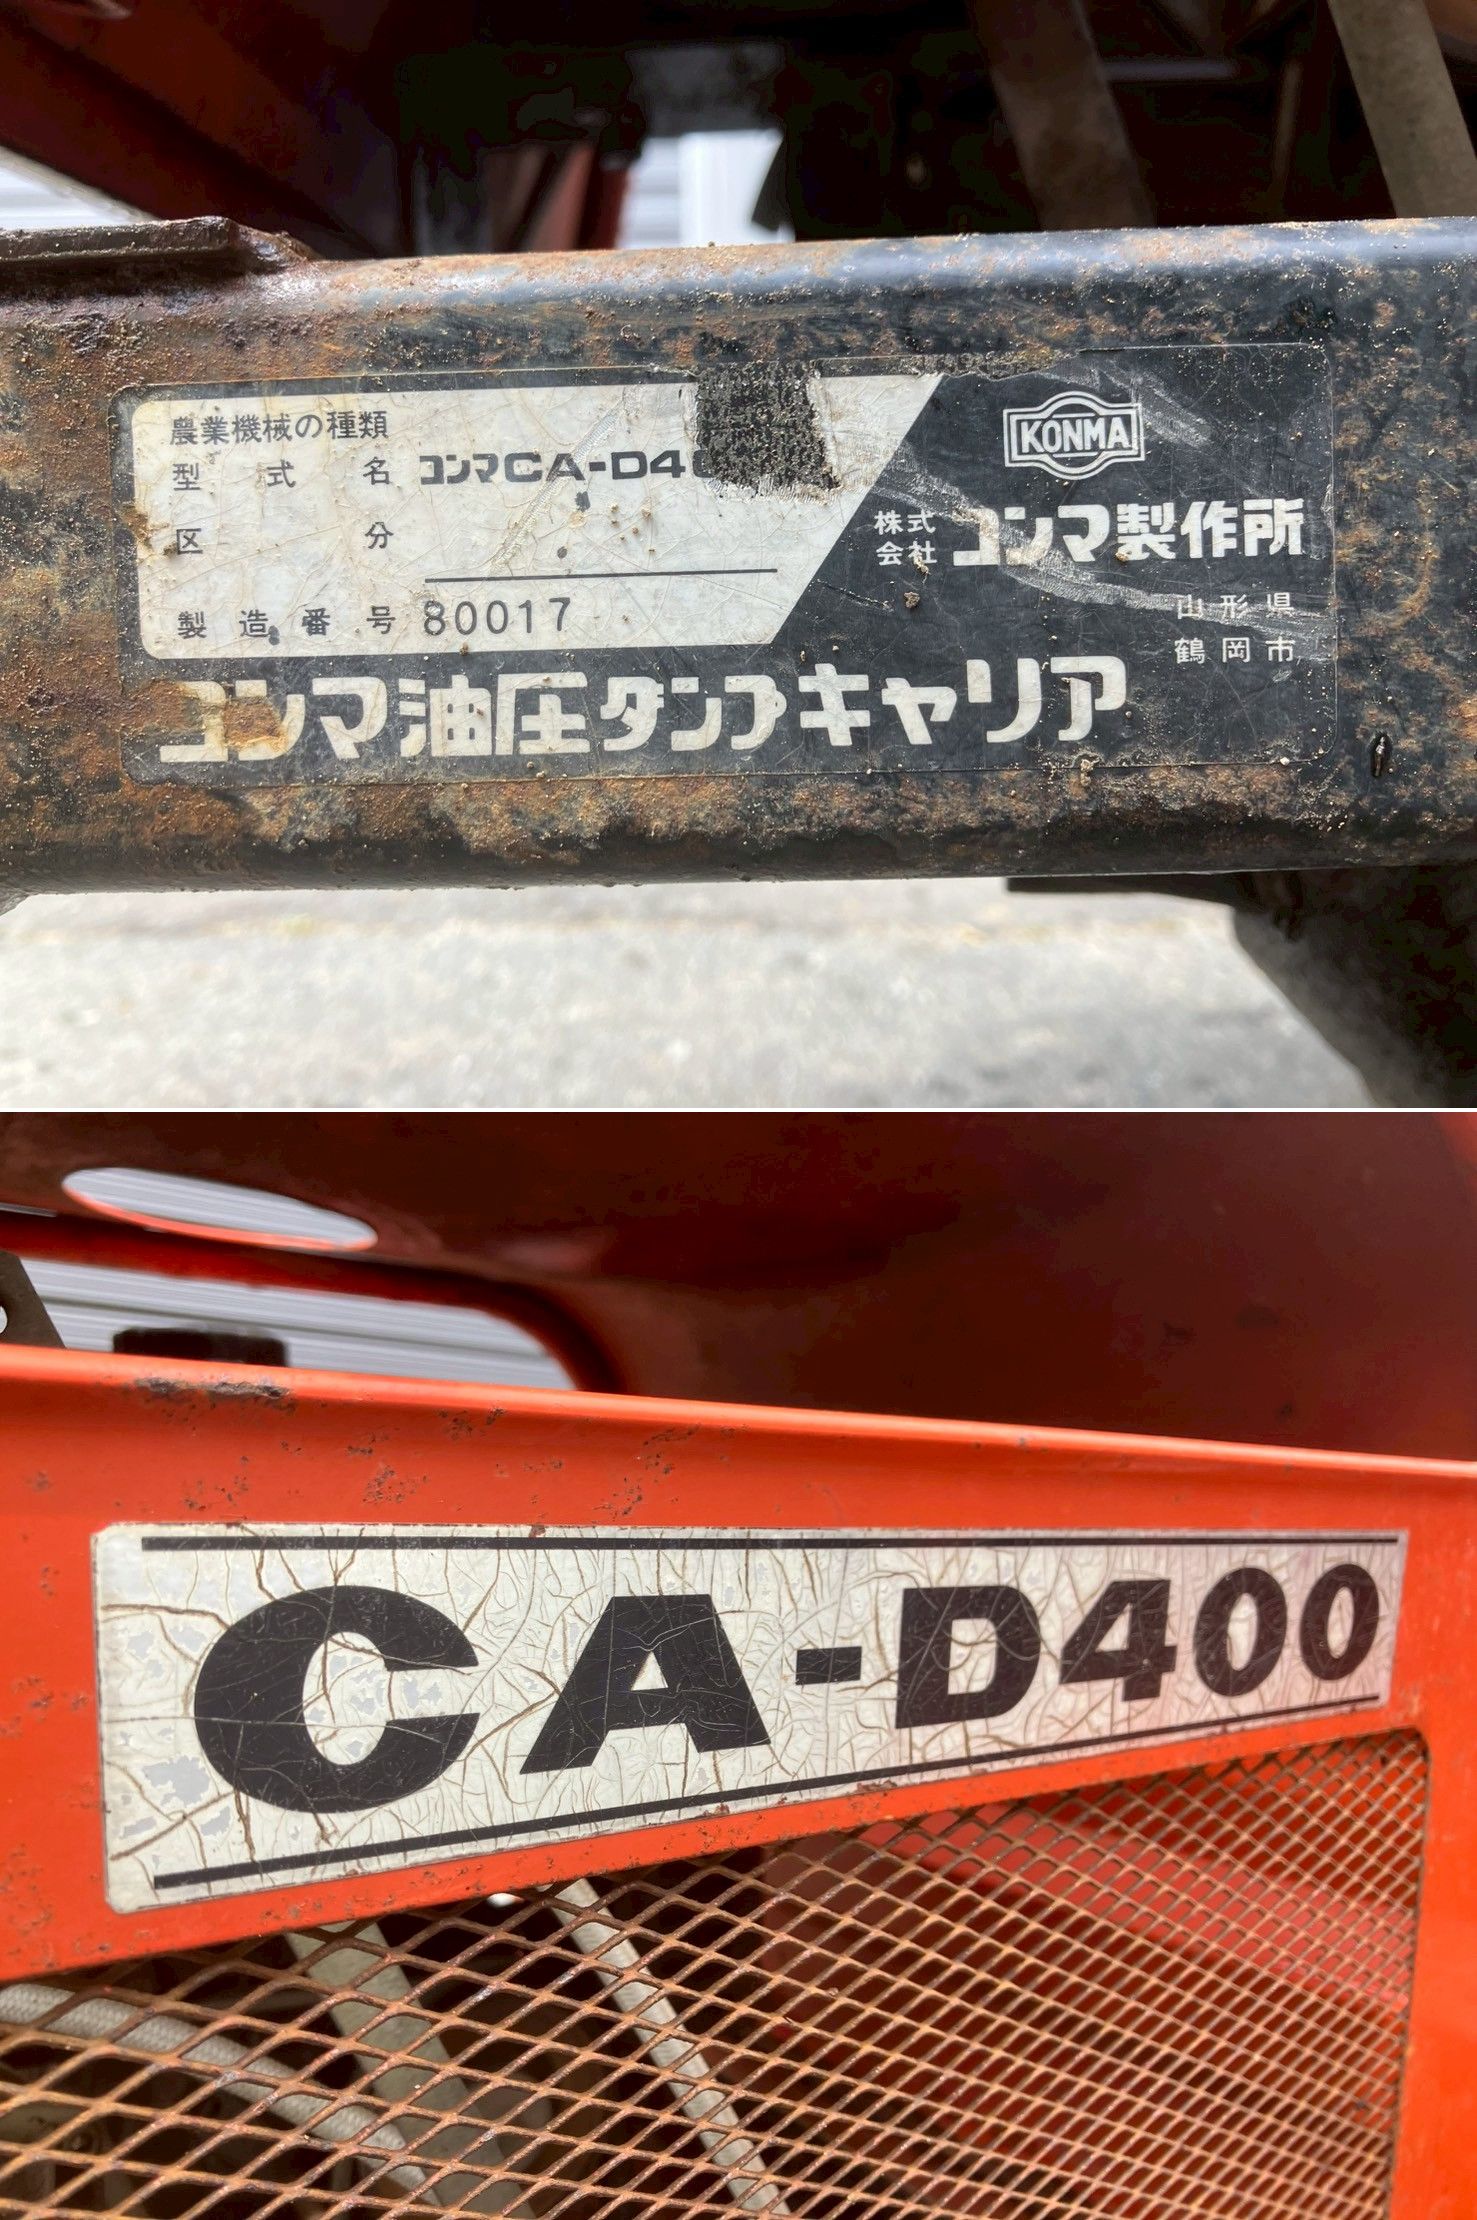 農業機械の種類
型式名 コンマCA-D40
区分
製造番号 80017
KONMA
株式会社 コンマ製作所
山形県
鶴岡市
コンマ油圧ダンプキャリア
CA-D400